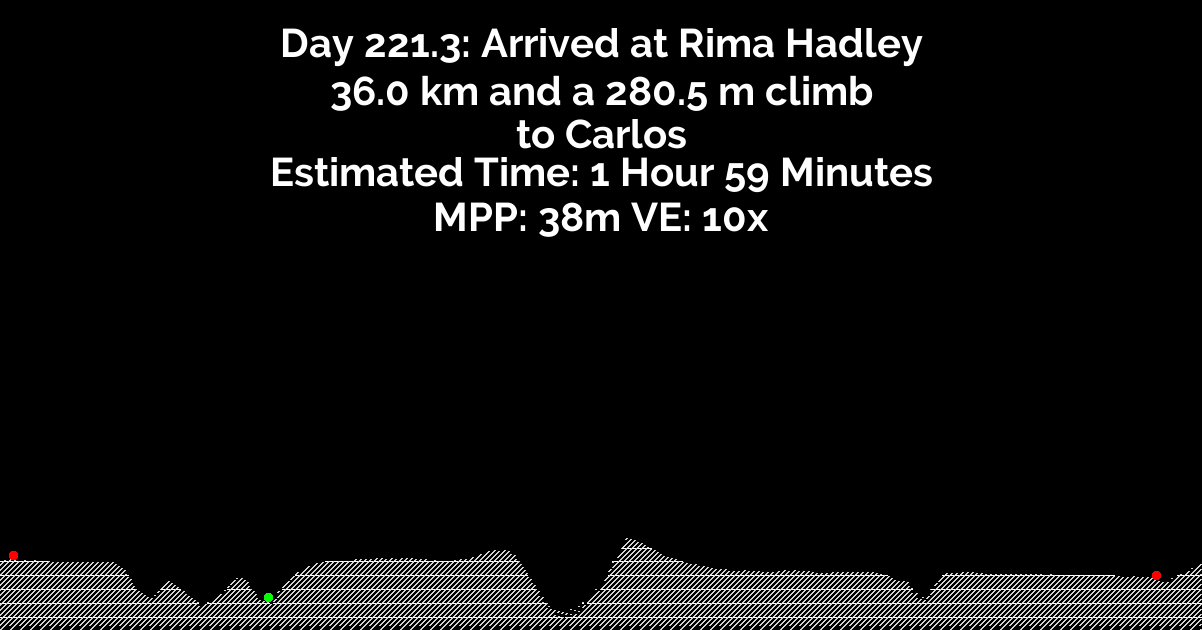 Day 221.3: Arrived at Rima Hadley
36.0 km and a 280.5 m climb
to Carlos
Estimated Time: 1 Hour 59 Minutes
MPP: 38m VE: 10x